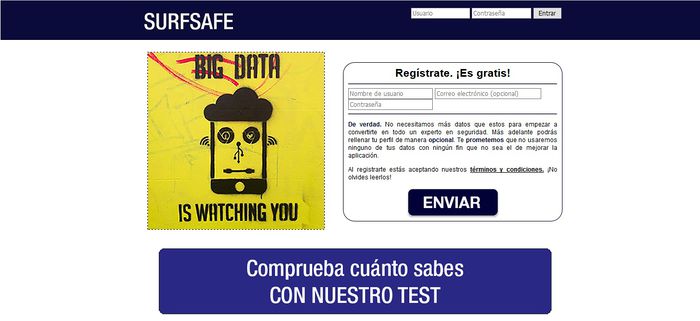 SURFSAFE
Usuario Contraseña Entrar
BIG DATA
IS WATCHING YOU
Regístrate. ¡Es gratis!
Nombre de usuario Correo electrónico (opcional)
Contraseña
De verdad. No necesitamos más datos que estos para empezar a
convertirte en todo un experto en seguridad. Más adelante podrás
rellenar tu perfil de manera opcional. Te prometemos que no usaremos
ninguno de tus datos con ningún fin que no sea el de mejorar la
aplicación.
Al registrarte estás aceptando nuestros términos y condiciones. ¡No
olvides leerlos!
ENVIAR
Comprueba cuánto sabes
CON NUESTRO TEST